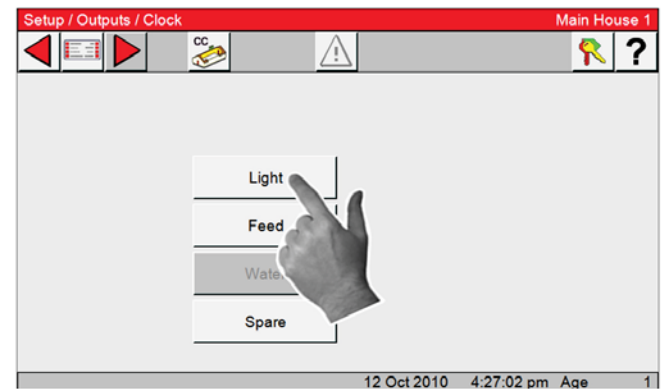 Setup / Outputs / Clock Main House 1
CC
?
Light
Feed
Water
Spare
12 Oct 2010 4:27:02 pm Age 1